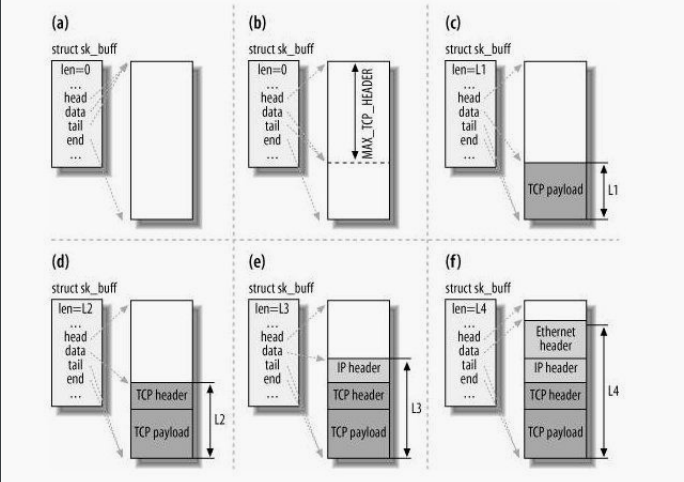 (a)
struct sk_buff
len=0
...
head
data
tail
end
...
(b)
struct sk_buff
len=0
...
head
data
tail
end
...
MAX_TCP_HEADER
(c)
struct sk_buff
len=L1
...
head
data
tail
end
...
TCP payload
L1
(d)
struct sk_buff
len=L2
...
head
data
tail
end
...
TCP header
TCP payload
L2
(e)
struct sk_buff
len=L3
...
head
data
tail
end
...
IP header
TCP header
TCP payload
L3
(f)
struct sk_buff
len=L4
...
head
data
tail
end
...
Ethernet
header
IP header
TCP header
TCP payload
L4